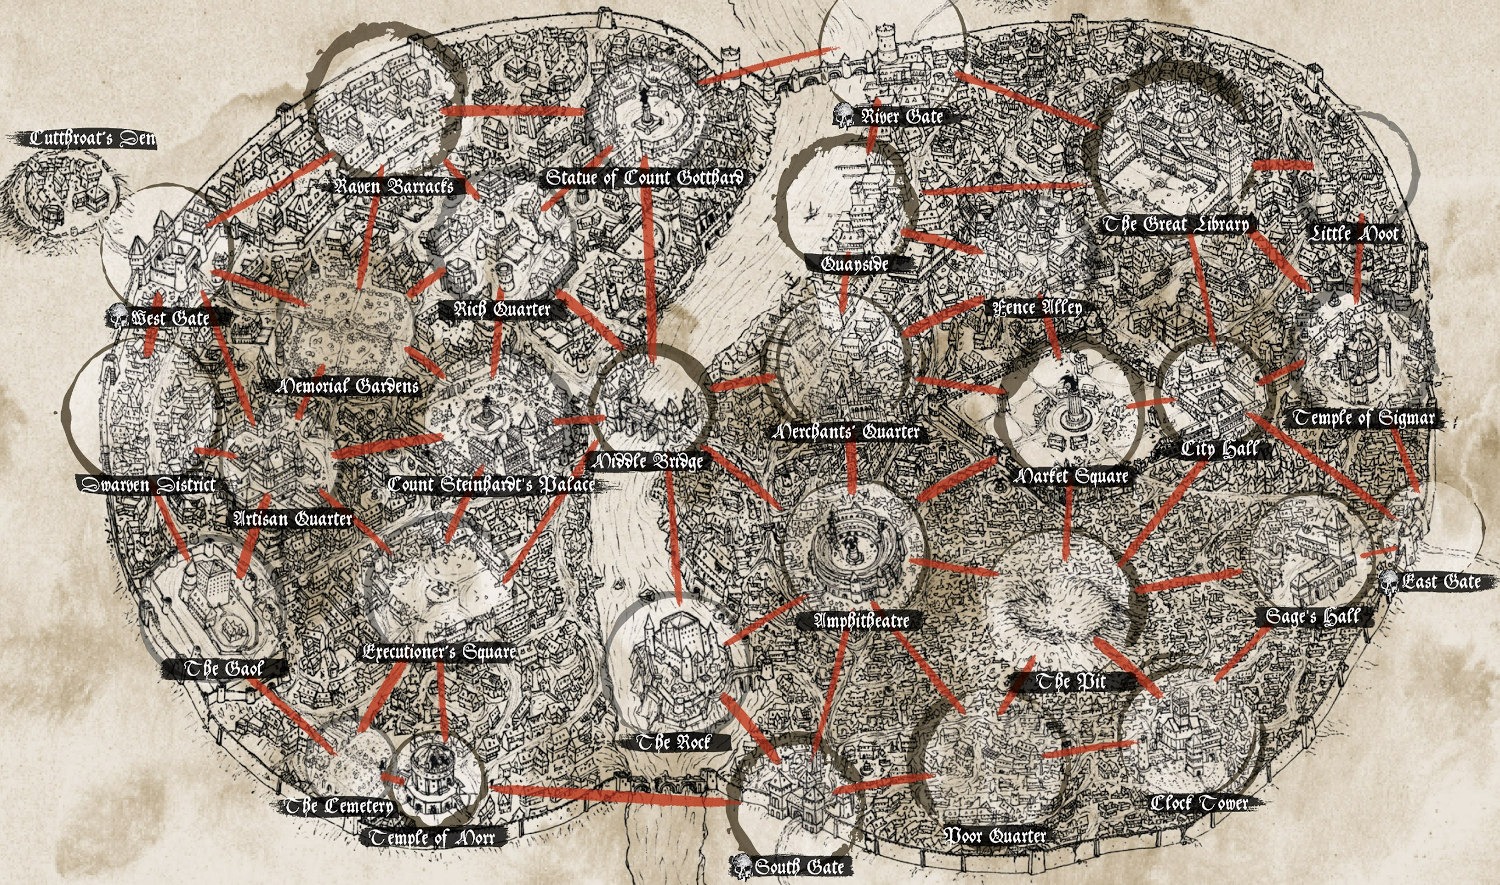 River Gate
Cutthroat's Den
Raven Barracks
Statue of Count Gotthard
The Great Library
Little Moot
Quayside
West Gate
Rich Quarter
Fence Alley
Memorial Gardens
Merchants' Quarter
Temple of Sigmar
City Hall
Middle Bridge
Market Square
Dwarven District
Count Steinhardt's Palace
Artisan Quarter
East Gate
Sage's Hall
Amphitheatre
Executioner's Square
The Gaol
The Pit
The Rock
The Cemetery
Clock Tower
Temple of Morr
Poor Quarter
South Gate